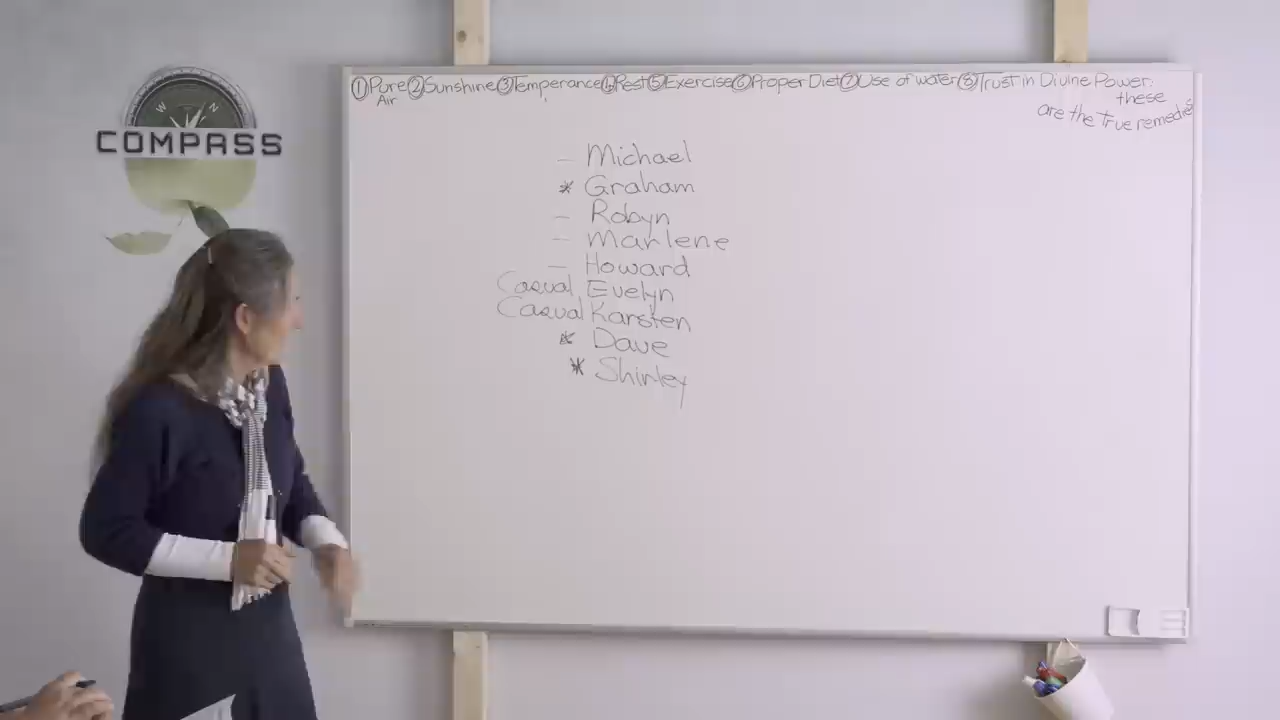 ①Pure ②Sunshine ③Temperance ④Rest ⑤Exercise ⑥Proper Diet ⑦Use of water ⑧Trust in Divine Power:
Air
these
are the true remedies
W N
COMPASS
- Michael
* Graham
- Robyn
- Marlene
- Howard
Casual Evelyn
Casual Karsten
* Dave
* Shirley